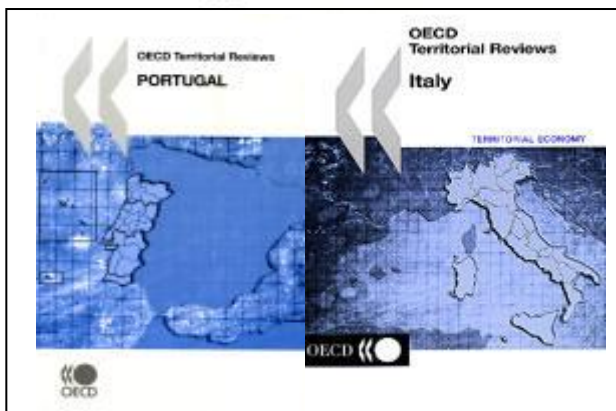 OECD Territorial Reviews
PORTUGAL
OECD
OECD
Territorial Reviews
Italy
TERRITORIAL ECONOMY
OECD